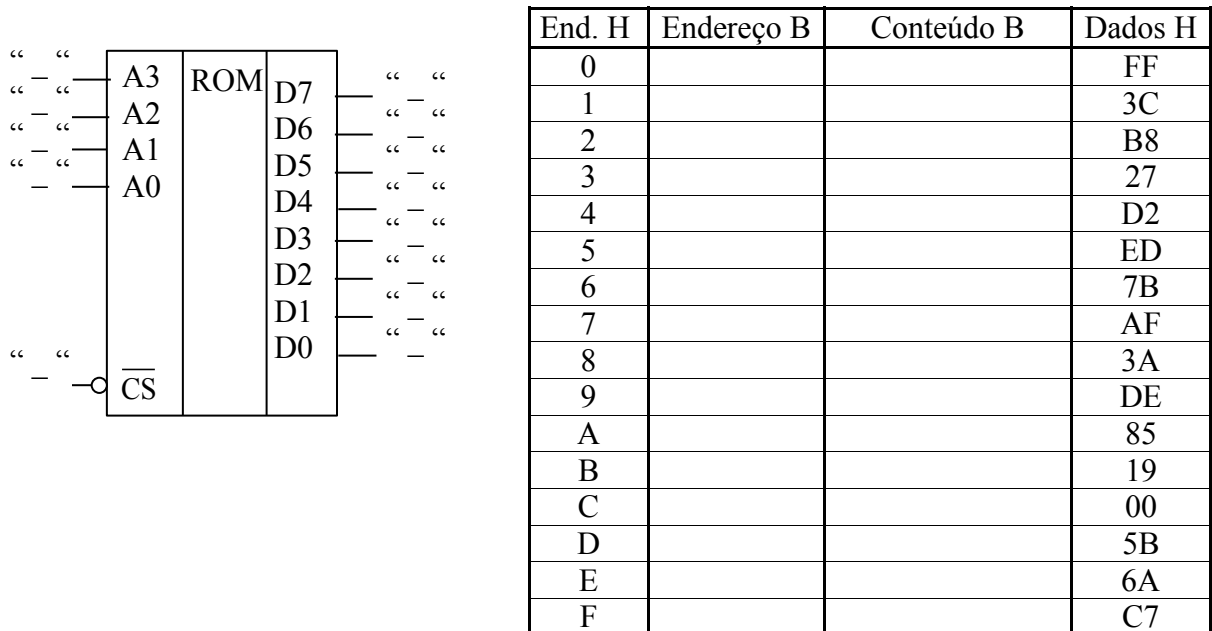 “ _ “ A3
“ _ “ A2
“ _ “ A1
“ _ “ A0
“ _ “ CS
ROM
D7 “ _ “
D6 “ _ “
D5 “ _ “
D4 “ _ “
D3 “ _ “
D2 “ _ “
D1 “ _ “
D0 “ _ “
End. H Endereço B Conteúdo B Dados H
0 FF
1 3C
2 B8
3 27
4 D2
5 ED
6 7B
7 AF
8 3A
9 DE
A 85
B 19
C 00
D 5B
E 6A
F C7